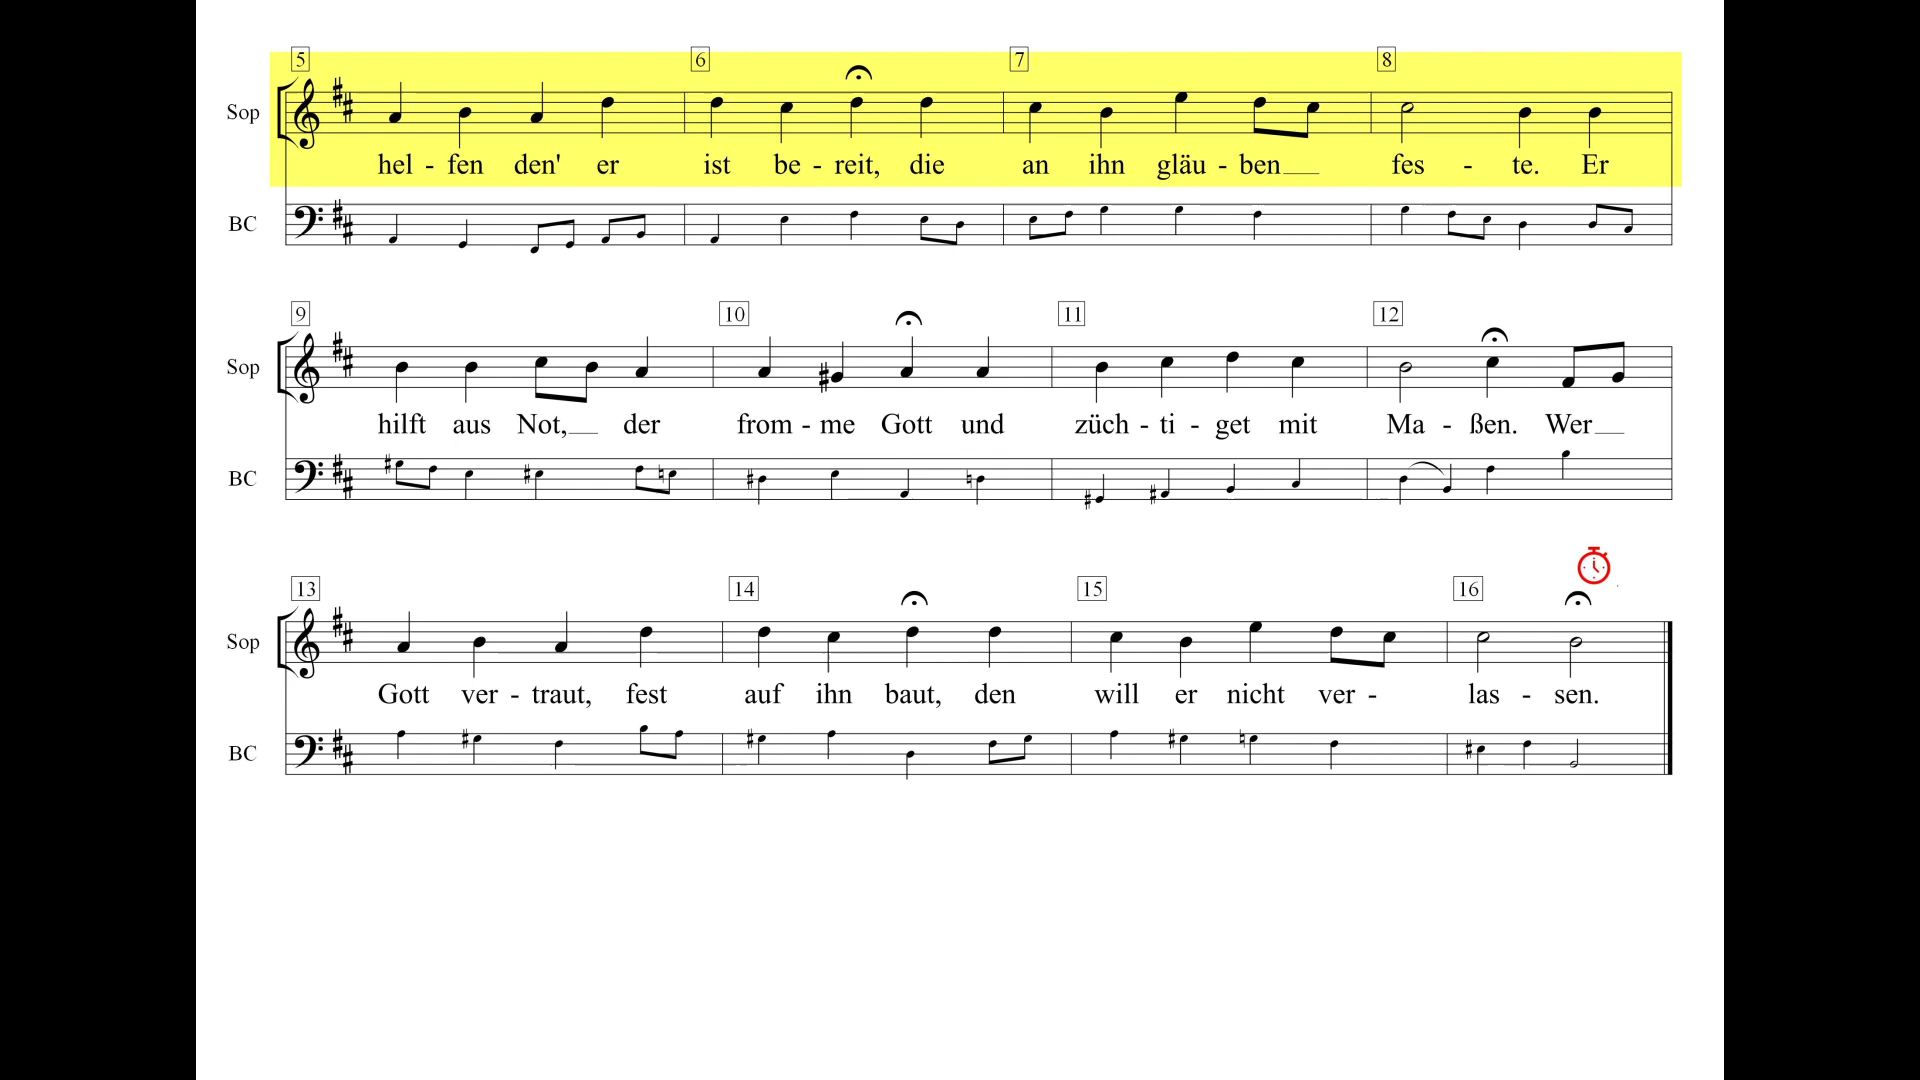 5 6 7 8
Sop
hel - fen den' er ist be - reit, die an ihn gläu - ben fes - te. Er
BC
9 10 11 12
Sop
hilft aus Not, der from - me Gott und züch - ti - get mit Ma - ßen. Wer
BC
13 14 15 16
Sop
Gott ver - traut, fest auf ihn baut, den will er nicht ver - las - sen.
BC